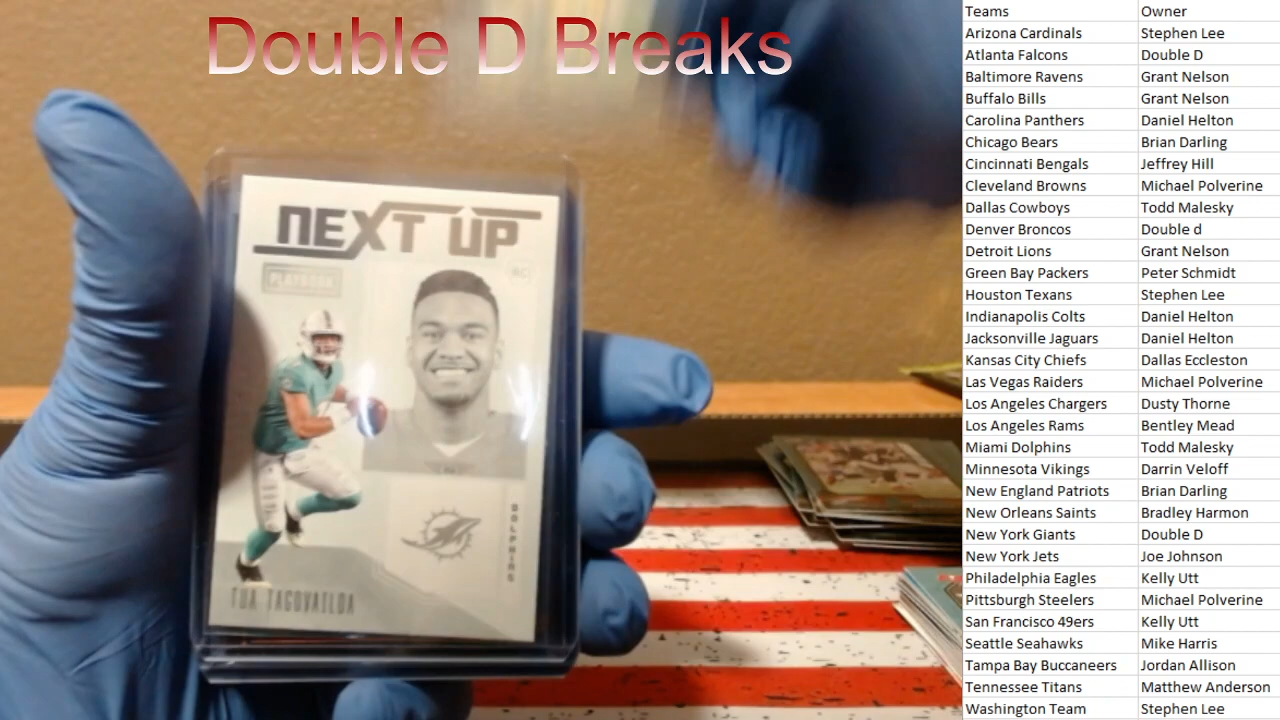 Double D Breaks
NEXT UP
PLAYBOOK
RC
DOLPHINS
TUA TAGOVAILOA
Teams Owner
Arizona Cardinals Stephen Lee
Atlanta Falcons Double D
Baltimore Ravens Grant Nelson
Buffalo Bills Grant Nelson
Carolina Panthers Daniel Helton
Chicago Bears Brian Darling
Cincinnati Bengals Jeffrey Hill
Cleveland Browns Michael Polverine
Dallas Cowboys Todd Malesky
Denver Broncos Double d
Detroit Lions Grant Nelson
Green Bay Packers Peter Schmidt
Houston Texans Stephen Lee
Indianapolis Colts Daniel Helton
Jacksonville Jaguars Daniel Helton
Kansas City Chiefs Dallas Eccleston
Las Vegas Raiders Michael Polverine
Los Angeles Chargers Dusty Thorne
Los Angeles Rams Bentley Mead
Miami Dolphins Todd Malesky
Minnesota Vikings Darrin Veloff
New England Patriots Brian Darling
New Orleans Saints Bradley Harmon
New York Giants Double D
New York Jets Joe Johnson
Philadelphia Eagles Kelly Utt
Pittsburgh Steelers Michael Polverine
San Francisco 49ers Kelly Utt
Seattle Seahawks Mike Harris
Tampa Bay Buccaneers Jordan Allison
Tennessee Titans Matthew Anderson
Washington Team Stephen Lee